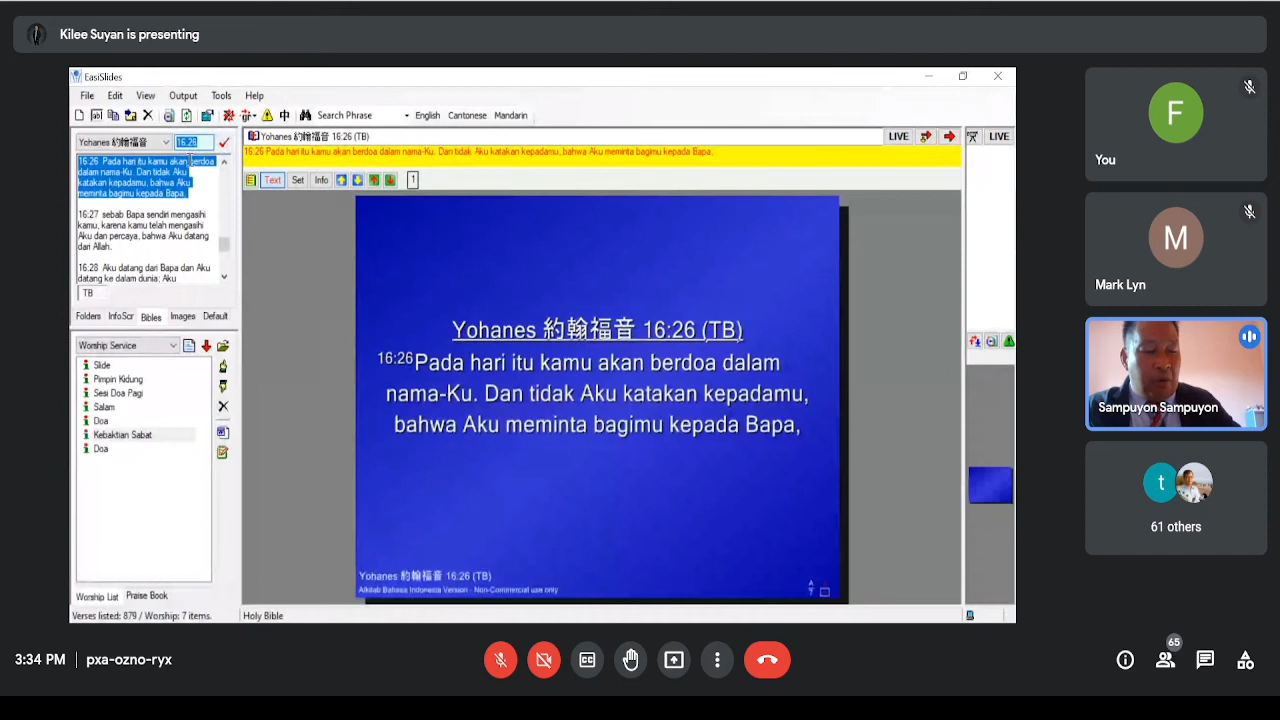 Kilee Suyan is presenting
EasiSlides
File Edit View Output Tools Help
Search Phrase English Cantonese Mandarin
Yohanes 約翰福音 16:26
16:26 Pada hari itu kamu akan berdoa
dalam nama-Ku. Dan tidak Aku
katakan kepadamu, bahwa Aku
meminta bagimu kepada Bapa,
16:27 sebab Bapa sendiri mengasihi
kamu, karena kamu telah mengasihi
Aku dan percaya, bahwa Aku datang
dari Allah.
16:28 Aku datang dari Bapa dan Aku
datang ke dalam dunia; Aku
TB
Folders InfoScr Bibles Images Default
Worship Service
Slide
Pimpin Kidung
Sesi Doa Pagi
Salam
Doa
Kebaktian Sabat
Doa
Worship List Praise Book
Verses listed: 879 / Worship: 7 items.
Yohanes 約翰福音 16:26 (TB)
LIVE
LIVE
16:26 Pada hari itu kamu akan berdoa dalam nama-Ku. Dan tidak Aku katakan kepadamu, bahwa Aku meminta bagimu kepada Bapa,
Text Set Info 1
Yohanes 約翰福音 16:26 (TB)
16:26Pada hari itu kamu akan berdoa dalam
nama-Ku. Dan tidak Aku katakan kepadamu,
bahwa Aku meminta bagimu kepada Bapa,
Yohanes 約翰福音 16:26 (TB)
Alkitab Bahasa Indonesia Version - Non-Commercial use only
Holy Bible
F
You
M
Mark Lyn
Sampuyon Sampuyon
t
61 others
3:34 PM | pxa-ozno-ryx
65